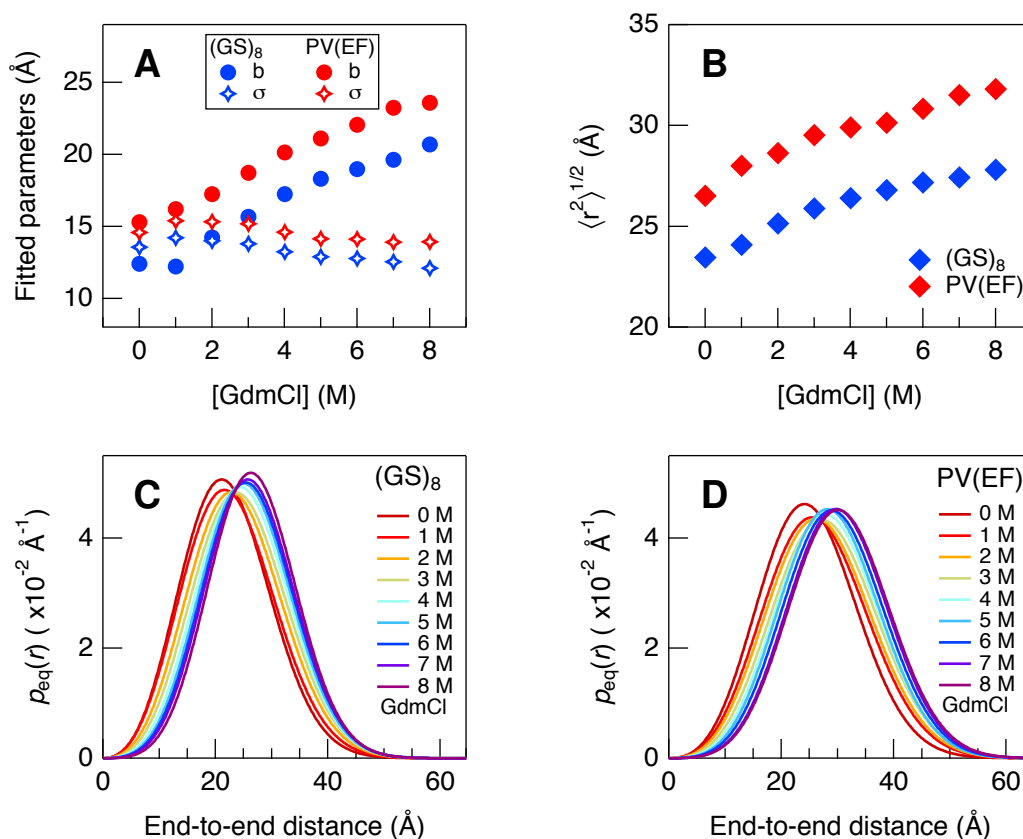 A
(GS)8 PV(EF)
b b
σ σ
Fitted parameters (Å)
25
20
15
10
0 2 4 6 8
[GdmCl] (M)
B
⟨r2⟩1/2 (Å)
35
30
25
20
(GS)8
PV(EF)
0 2 4 6 8
[GdmCl] (M)
C
(GS)8
0 M
1 M
2 M
3 M
4 M
5 M
6 M
7 M
8 M
GdmCl
peq(r) ( x10-2 Å-1)
4
2
0
0 20 40 60
End-to-end distance (Å)
D
PV(EF)
0 M
1 M
2 M
3 M
4 M
5 M
6 M
7 M
8 M
GdmCl
peq(r) ( x10-2 Å-1)
4
2
0
0 20 40 60
End-to-end distance (Å)